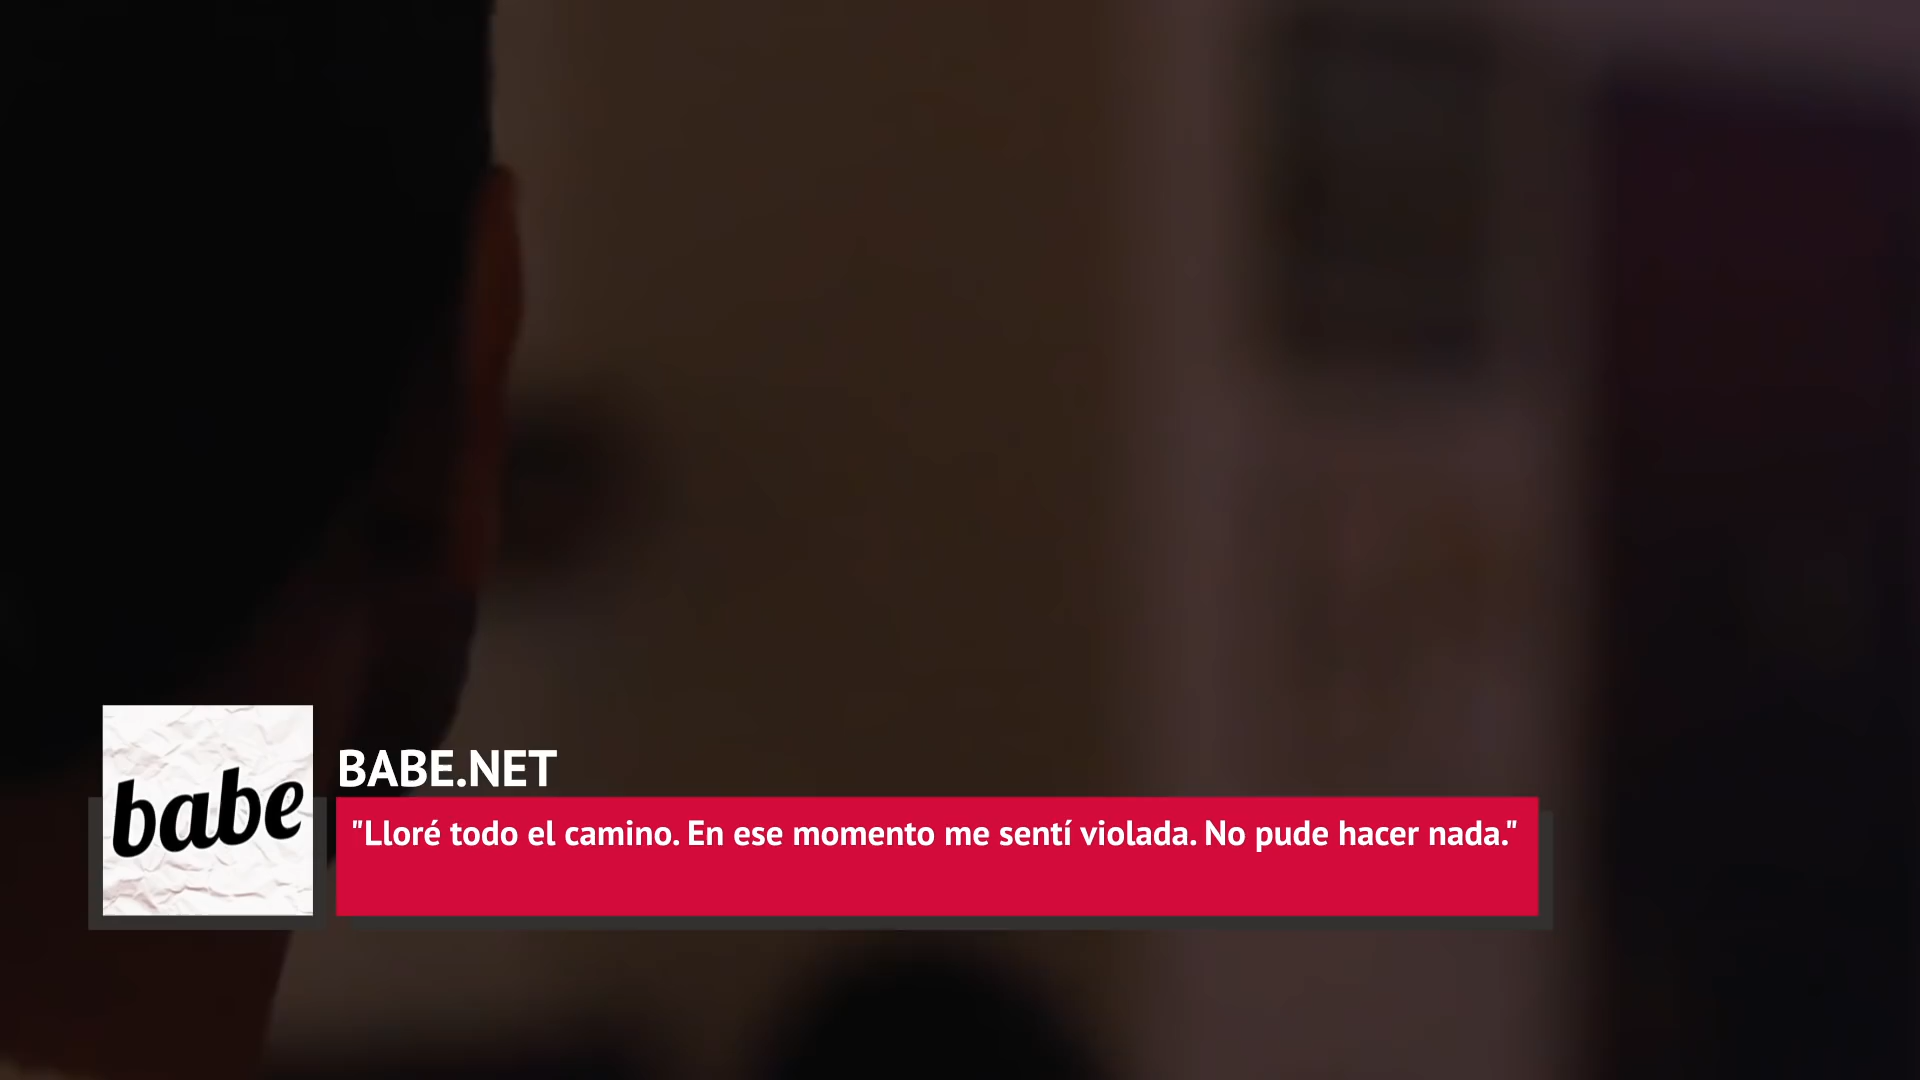 babe
BABE.NET
"Lloré todo el camino. En ese momento me sentí violada. No pude hacer nada."